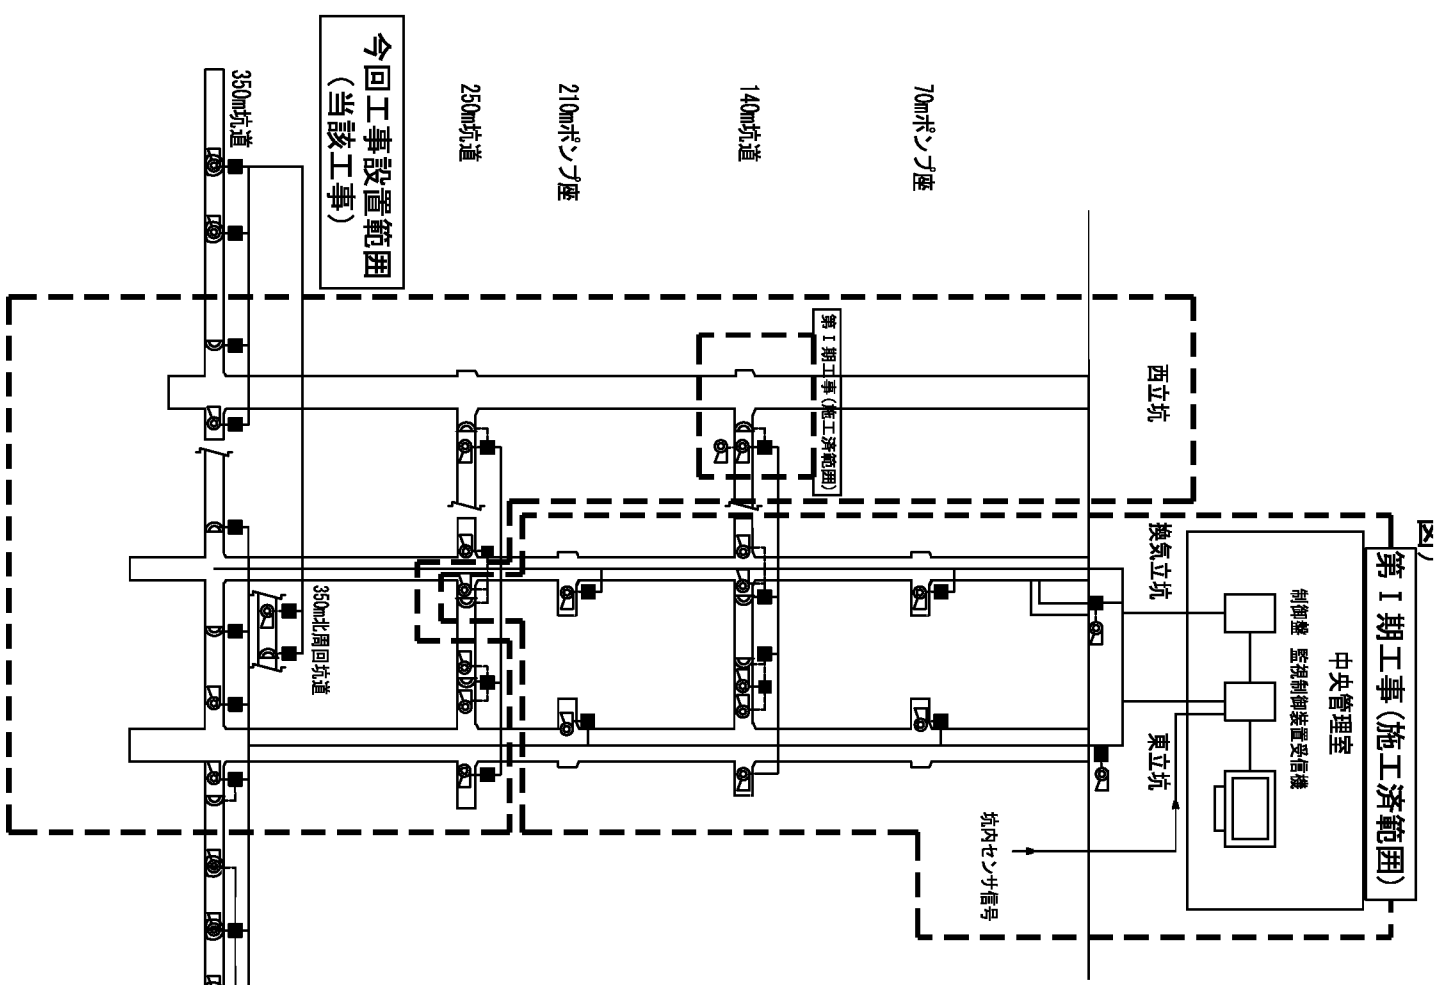 図）
第Ⅰ期工事（施工済範囲）
中央管理室
制御盤 監視制御装置受信機
西立坑
換気立坑
東立坑
坑内センサ信号
70mポンプ座
第Ⅰ期工事（施工済範囲）
140m坑道
210mポンプ座
250m坑道
今回工事設置範囲
（当該工事）
350m北周回坑道
350m坑道